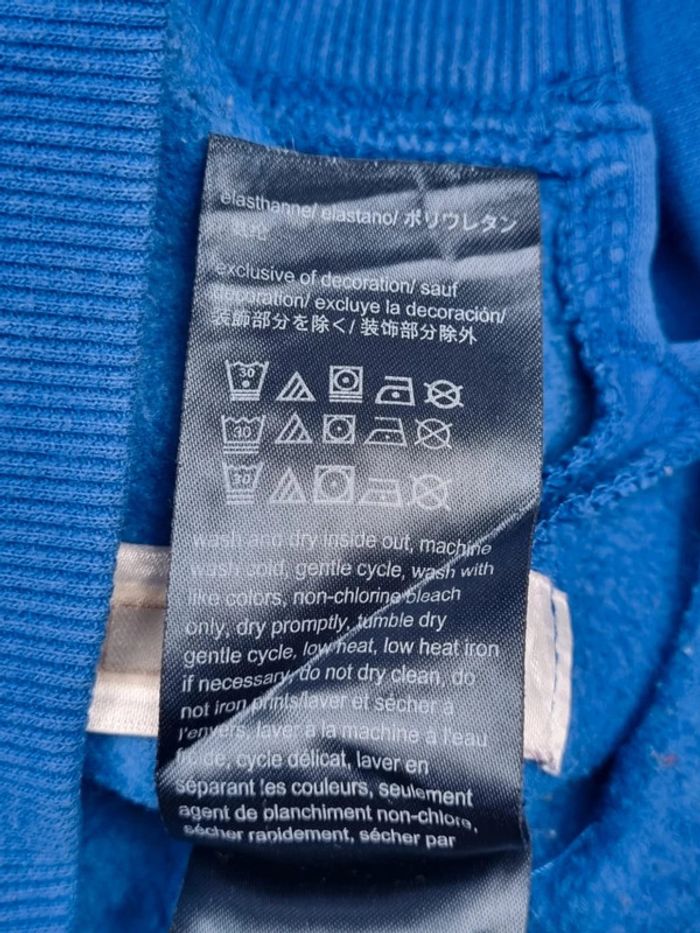 elasthanne/ elastano/ ポリウレタン
exclusive of decoration/ sauf
decoration/ excluye la decoración/
装飾部分を除く/ 装饰部分除外
30
30
30
wash and dry inside out, machine
wash cold, gentle cycle, wash with
like colors, non-chlorine bleach
only, dry promptly, tumble dry
gentle cycle, low heat, low heat iron
if necessary, do not dry clean, do
not iron prints/laver et sécher à
l'envers, laver à la machine à l'eau
froide, cycle délicat, laver en
séparant les couleurs, seulement
agent de planchiment non-chlore,
sécher rapidement, sécher par